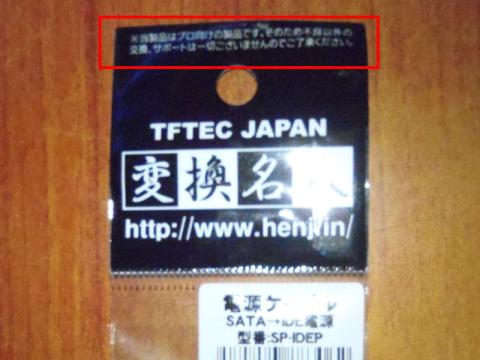 ※当製品はプロ向けの製品です。そのため不良以外の
交換、サポートは一切ございませんのでご了承ください。
TFTEC JAPAN
変換名人
http://www.henj.in/
電源ケーブル
SATA→IDE電源
型番:SP-IDEP